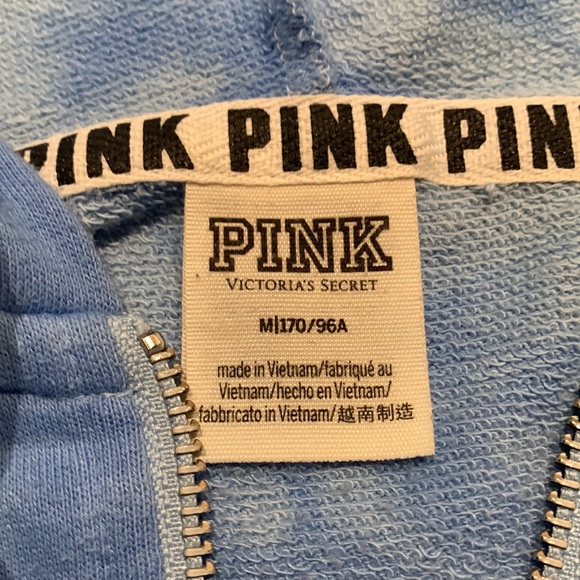 PINK PINK PIN
PINK
VICTORIA'S SECRET
M|170/96A
made in Vietnam/fabriqué au
Vietnam/hecho en Vietnam/
fabbricato in Vietnam/越南制造